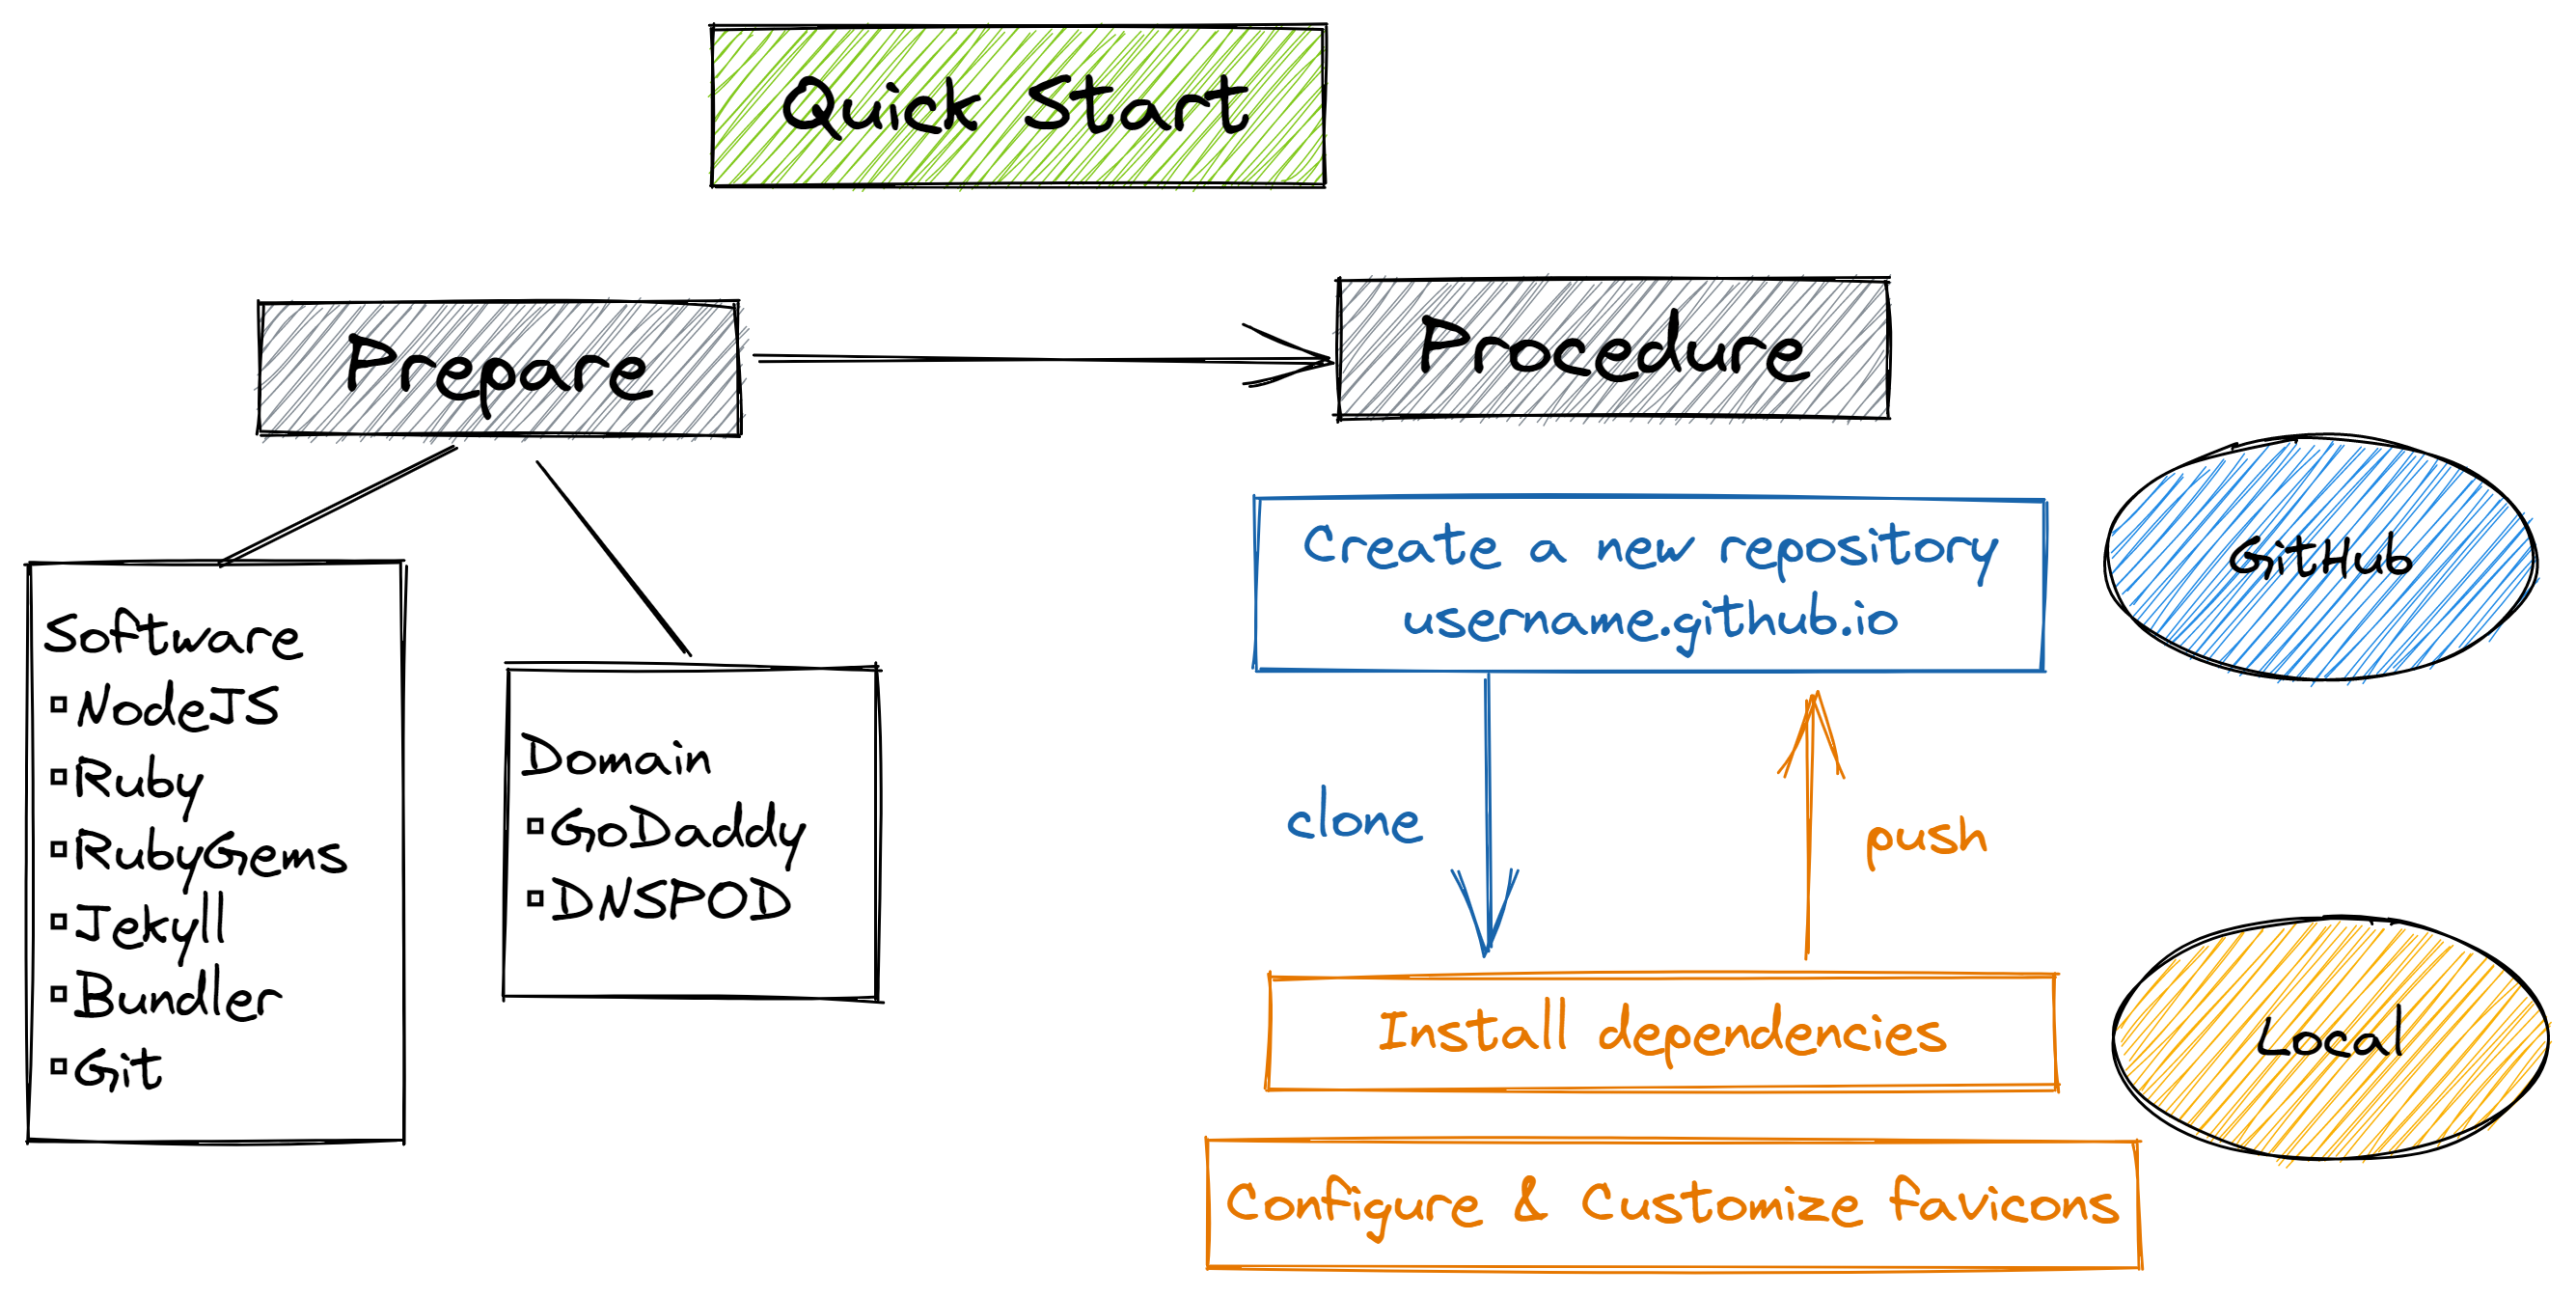 Quick Start
Prepare
Procedure
Software
▫NodeJS
▫Ruby
▫RubyGems
▫Jekyll
▫Bundler
▫Git
Domain
▫GoDaddy
▫DNSPOD
Create a new repository
username.github.io
GitHub
clone
push
Install dependencies
Local
Configure & Customize favicons